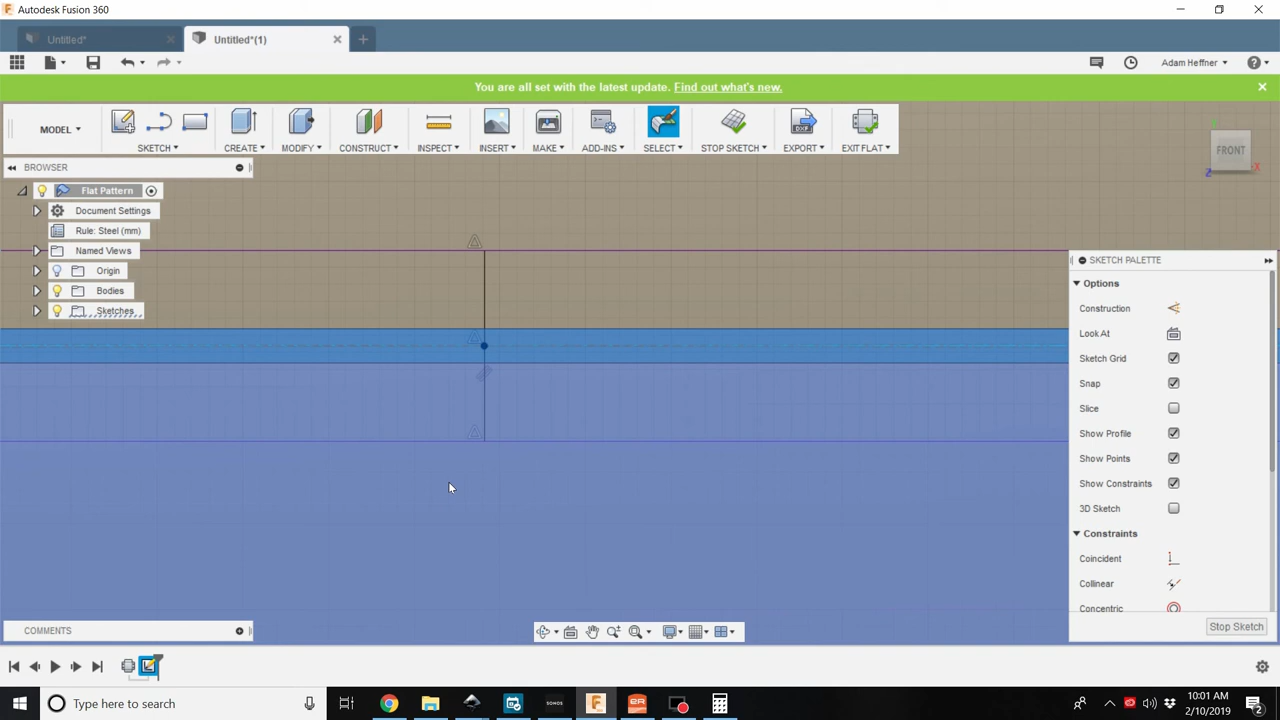 Autodesk Fusion 360
Untitled*
Untitled*(1)
Adam Heffner
You are all set with the latest update. Find out what's new.
MODEL
SKETCH
CREATE
MODIFY
CONSTRUCT
INSPECT
INSERT
MAKE
ADD-INS
SELECT
STOP SKETCH
EXPORT
EXIT FLAT
DXF
FRONT
X
Z
BROWSER
Flat Pattern
Document Settings
Rule: Steel (mm)
Named Views
Origin
Bodies
Sketches
SKETCH PALETTE
Options
Construction
Look At
Sketch Grid
Snap
Slice
Show Profile
Show Points
Show Constraints
3D Sketch
Constraints
Coincident
Collinear
Concentric
Stop Sketch
COMMENTS
Type here to search
SONOS
10:01 AM
2/10/2019
2